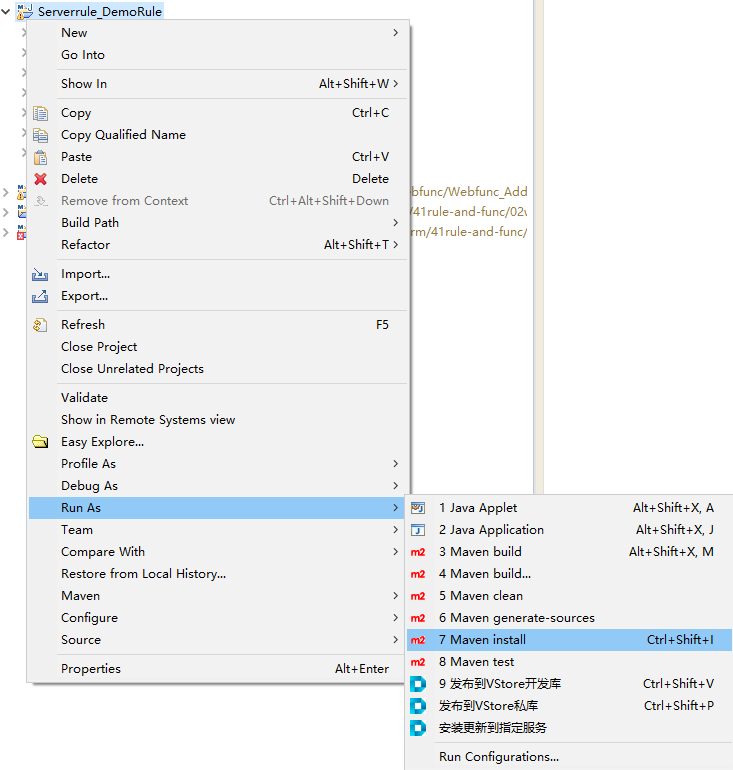 Serverrule_DemoRule
New
Go Into
Show In Alt+Shift+W
Copy Ctrl+C
Copy Qualified Name
Paste Ctrl+V
Delete Delete
Remove from Context Ctrl+Alt+Shift+Down
ebfunc/Webfunc_Add
Build Path
/41rule-and-func/02v
Refactor Alt+Shift+T
rm/41rule-and-func/
Import...
Export...
Refresh F5
Close Project
Close Unrelated Projects
Validate
Show in Remote Systems view
Easy Explore...
Profile As
Debug As
Run As
Team
Compare With
Restore from Local History...
Maven
Configure
Source
Properties Alt+Enter
1 Java Applet Alt+Shift+X, A
2 Java Application Alt+Shift+X, J
m2 3 Maven build Alt+Shift+X, M
m2 4 Maven build...
m2 5 Maven clean
m2 6 Maven generate-sources
m2 7 Maven install Ctrl+Shift+I
m2 8 Maven test
9 发布到VStore开发库 Ctrl+Shift+V
发布到VStore私库 Ctrl+Shift+P
安装更新到指定服务
Run Configurations...